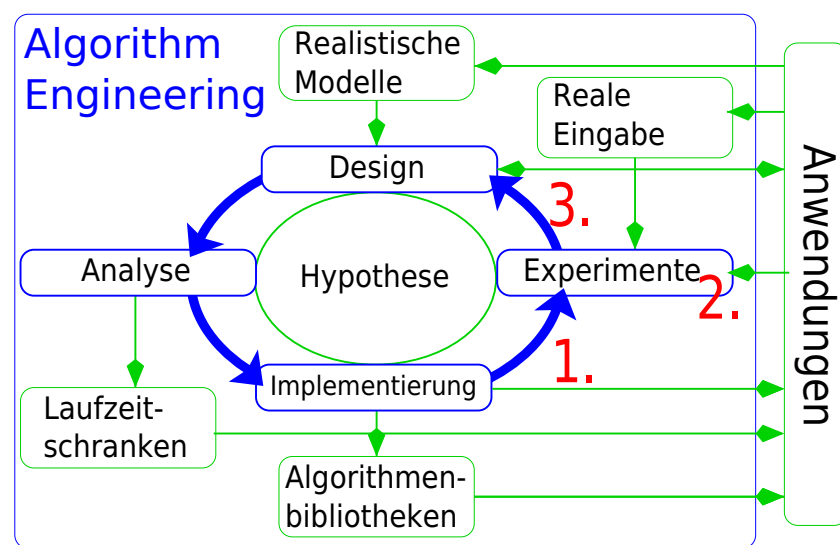 Algorithm
Engineering
Realistische
Modelle
Reale
Eingabe
Design
3.
Analyse
Hypothese
Experimente
2.
1.
Implementierung
Laufzeit-
schranken
Algorithmen-
bibliotheken
Anwendungen